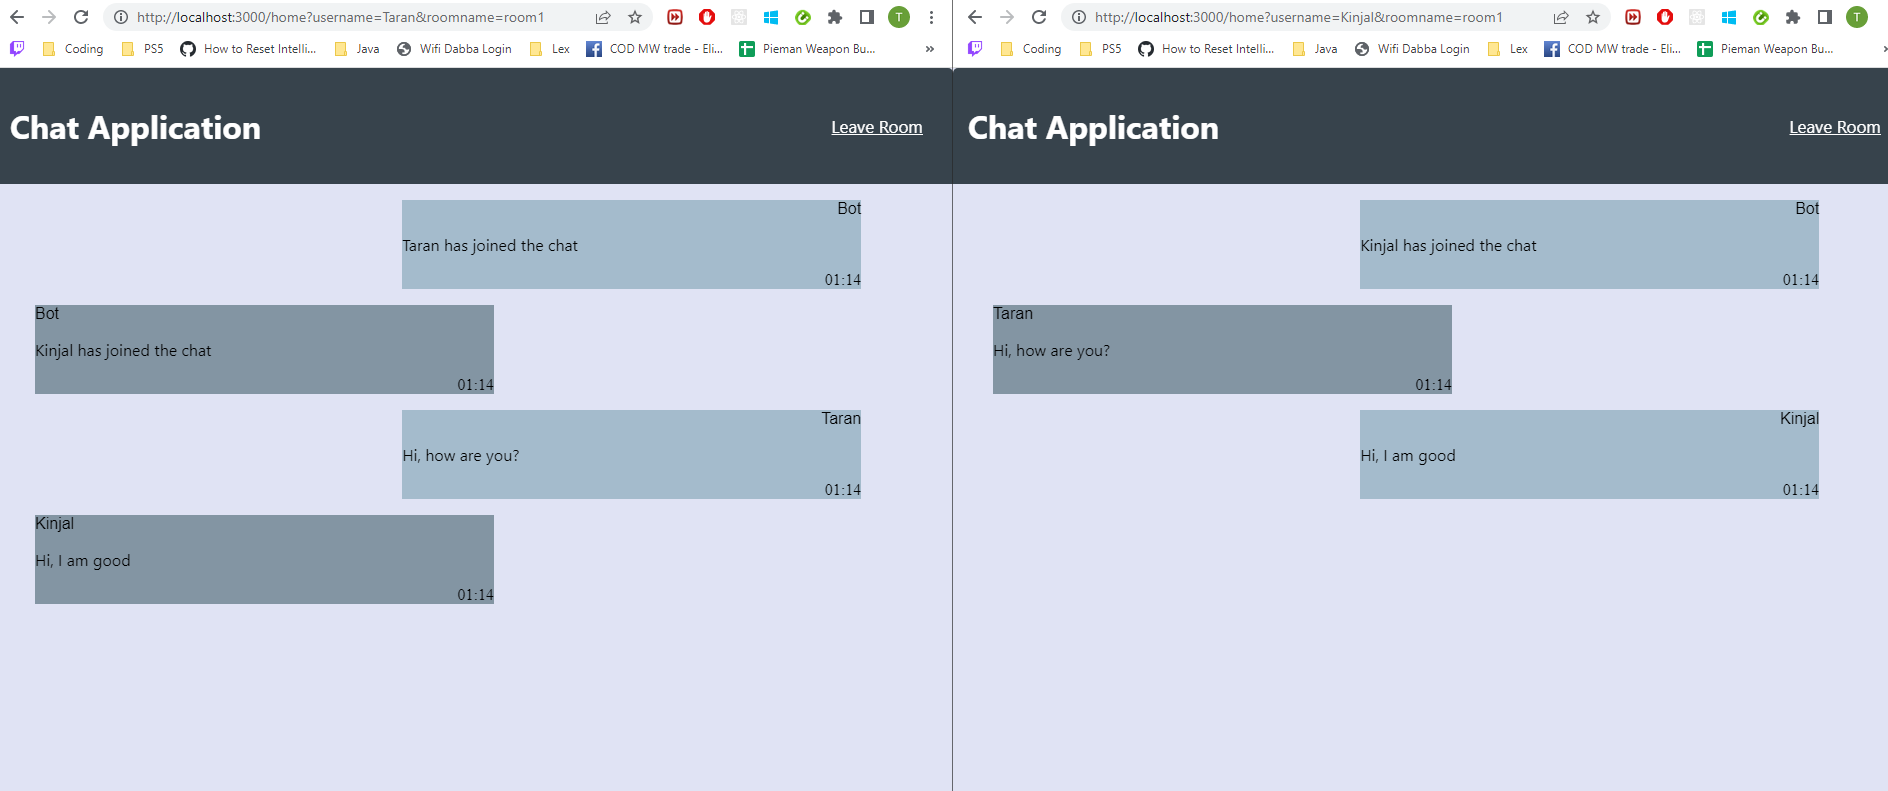 http://localhost:3000/home?username=Taran&roomname=room1
T
Coding PS5 How to Reset Intelli... Java Wifi Dabba Login Lex COD MW trade - Eli... Pieman Weapon Bu... »
Chat Application
Leave Room
Bot
Taran has joined the chat
01:14
Bot
Kinjal has joined the chat
01:14
Taran
Hi, how are you?
01:14
Kinjal
Hi, I am good
01:14
http://localhost:3000/home?username=Kinjal&roomname=room1
T
Coding PS5 How to Reset Intelli... Java Wifi Dabba Login Lex COD MW trade - Eli... Pieman Weapon Bu...
Chat Application
Leave Room
Bot
Kinjal has joined the chat
01:14
Taran
Hi, how are you?
01:14
Kinjal
Hi, I am good
01:14